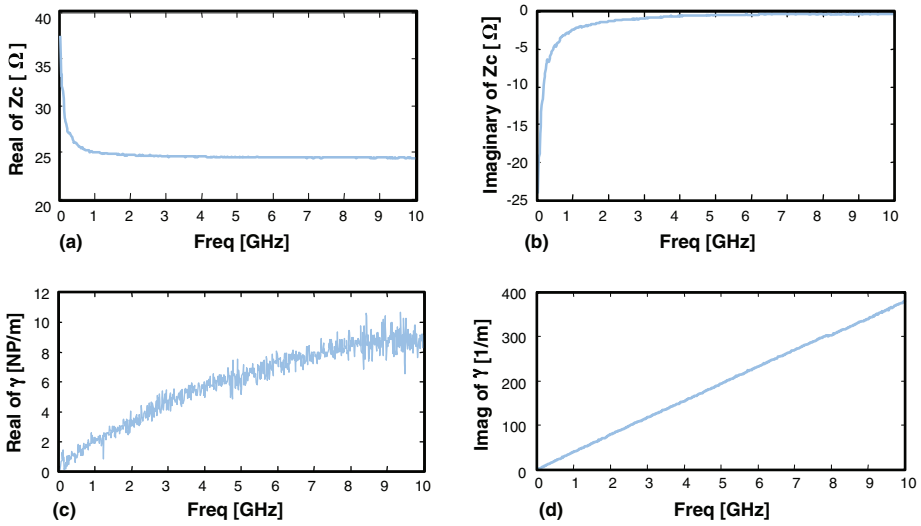 40
35
30
25
20
Real of Zc [ Ω ]
0 1 2 3 4 5 6 7 8 9 10
(a) Freq [GHz]
0
-5
-10
-15
-20
-25
Imaginary of Zc [ Ω ]
0 1 2 3 4 5 6 7 8 9 10
(b) Freq [GHz]
12
10
8
6
4
2
0
Real of γ [NP/m]
0 1 2 3 4 5 6 7 8 9 10
(c) Freq [GHz]
400
300
200
100
0
Imag of γ [1/m]
0 1 2 3 4 5 6 7 8 9 10
(d) Freq [GHz]